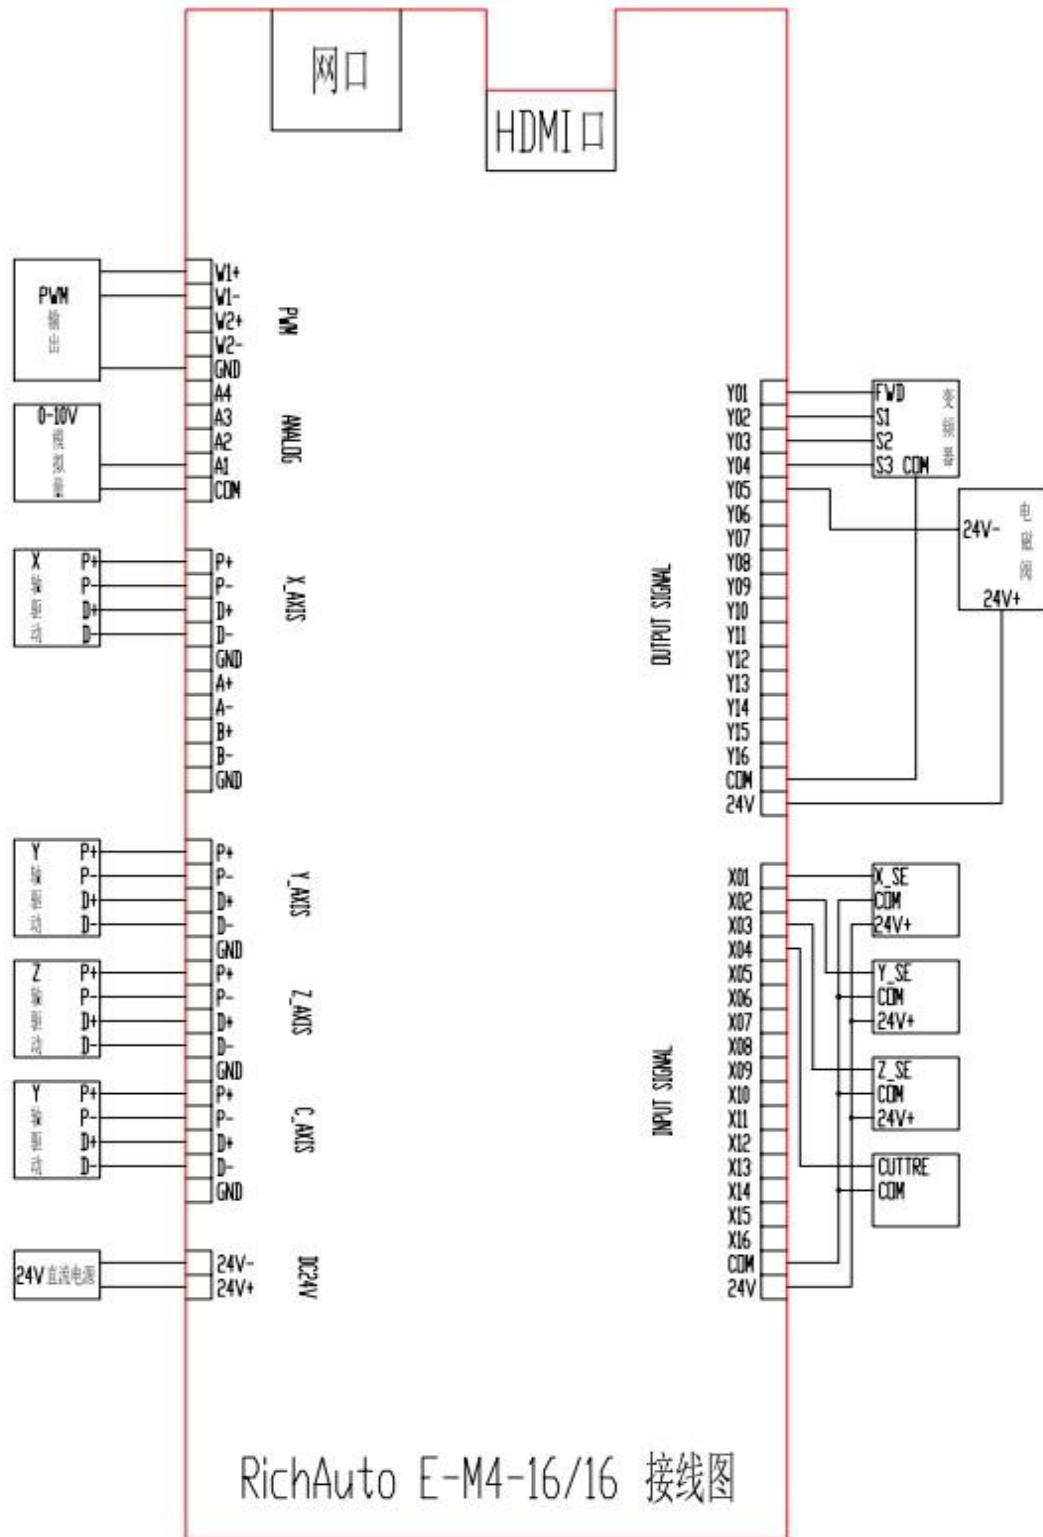 网口
HDMI口
PWM
输
出
W1+
W1-
W2+
W2-
GND
PWM
0-10V
模
拟
量
A4
A3
A2
A1
COM
ANALOG
X P+
轴 P-
驱 D+
动 D-
P+
P-
D+
D-
GND
A+
A-
B+
B-
GND
X_AXIS
Y P+
轴 P-
驱 D+
动 D-
P+
P-
D+
D-
GND
Y_AXIS
Z P+
轴 P-
驱 D+
动 D-
P+
P-
D+
D-
GND
Z_AXIS
Y P+
轴 P-
驱 D+
动 D-
P+
P-
D+
D-
GND
C_AXIS
24V直流电源
24V-
24V+
DC24V
OUTPUT SIGNAL
Y01
Y02
Y03
Y04
Y05
Y06
Y07
Y08
Y09
Y10
Y11
Y12
Y13
Y14
Y15
Y16
COM
24V
FWD
S1
S2
S3 COM
变
频
器
24V-
24V+
电
磁
阀
INPUT SIGNAL
X01
X02
X03
X04
X05
X06
X07
X08
X09
X10
X11
X12
X13
X14
X15
X16
COM
24V
X_SE
COM
24V+
Y_SE
COM
24V+
Z_SE
COM
24V+
CUTTRE
COM
RichAuto E-M4-16/16 接线图